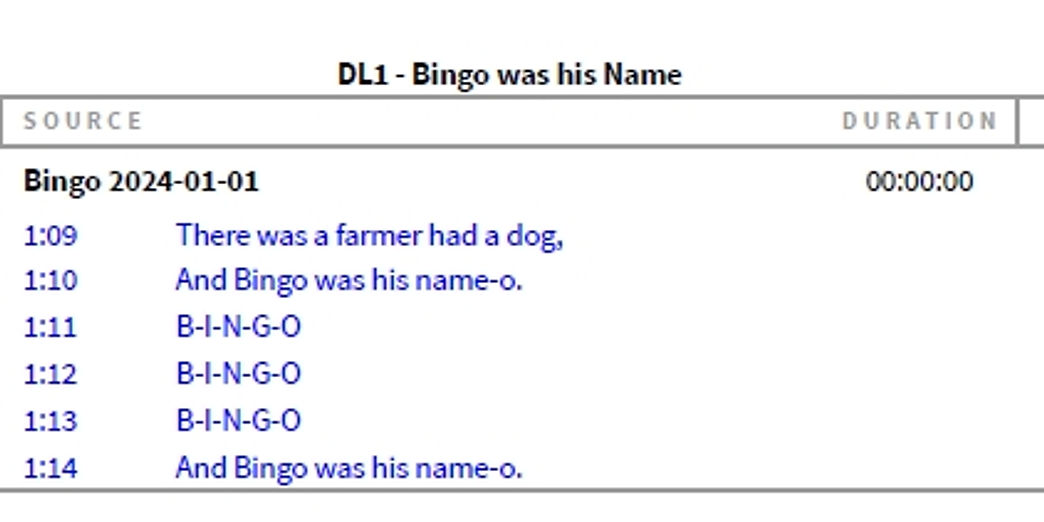 DL1 - Bingo was his Name
SOURCE DURATION
Bingo 2024-01-01 00:00:00
1:09 There was a farmer had a dog,
1:10 And Bingo was his name-o.
1:11 B-I-N-G-O
1:12 B-I-N-G-O
1:13 B-I-N-G-O
1:14 And Bingo was his name-o.